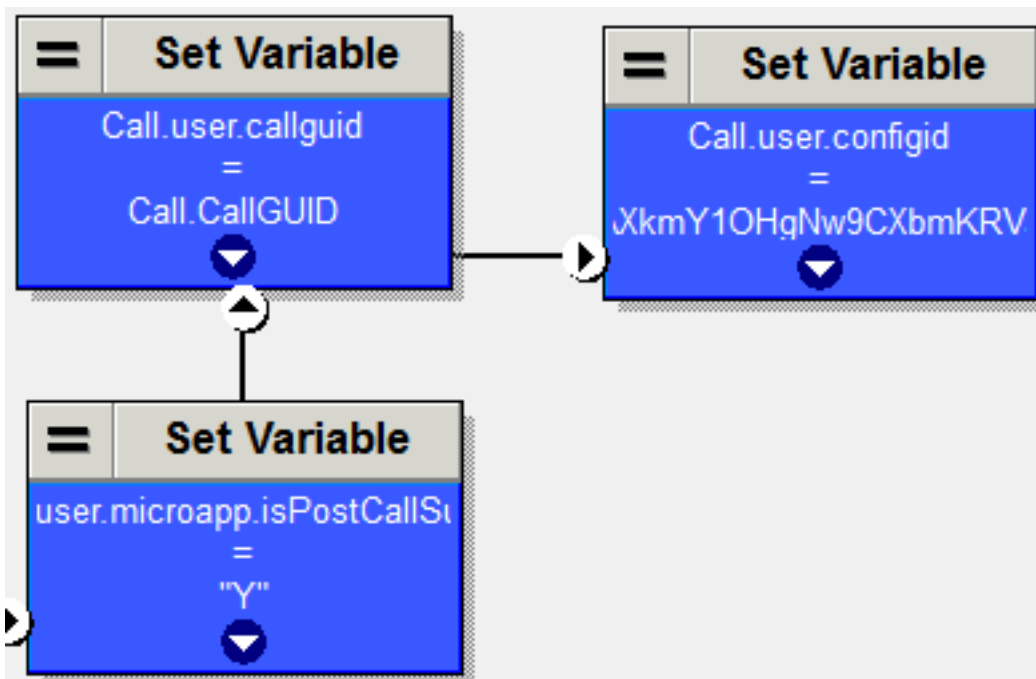 = Set Variable
Call.user.callguid
=
Call.CallGUID
= Set Variable
Call.user.configid
=
XkmY1OHgNw9CXbmKRV
= Set Variable
user.microapp.isPostCallSu
=
"Y"